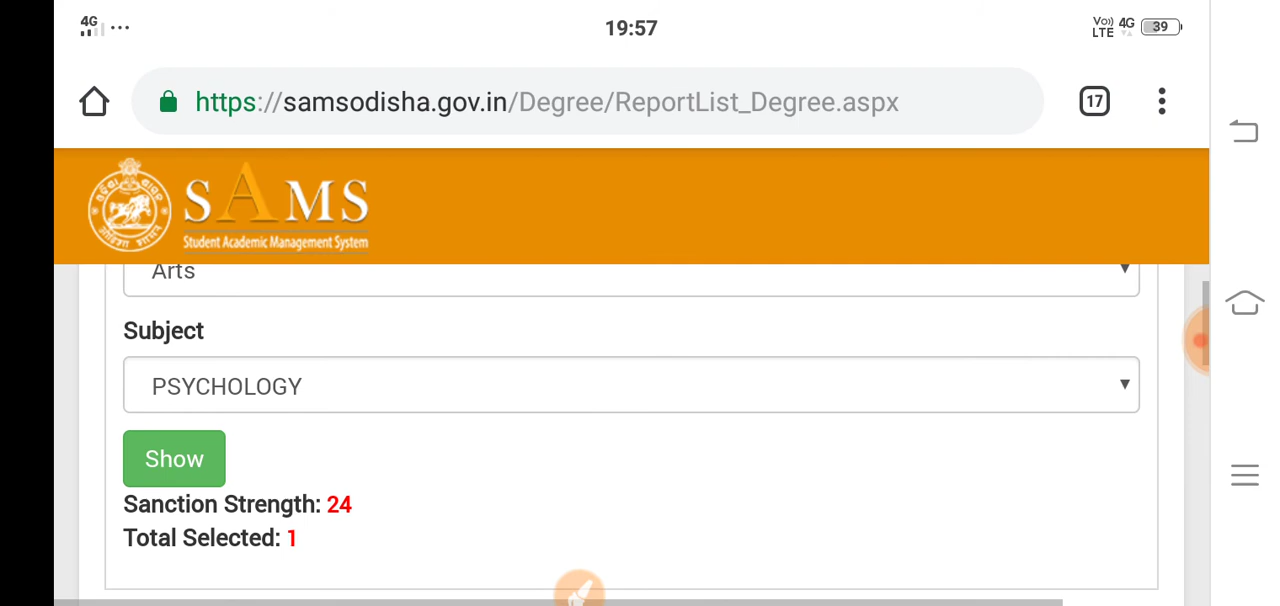 4G ... 19:57 Vo) LTE 4G 39
https://samsodisha.gov.in/Degree/ReportList_Degree.aspx 17
SAMS
Student Academic Management System
Arts
Subject
PSYCHOLOGY
Show
Sanction Strength: 24
Total Selected: 1